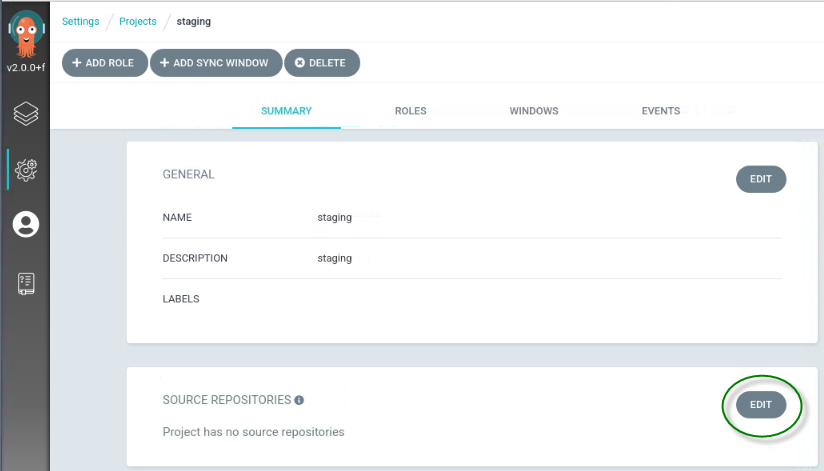 Settings / Projects / staging
v2.0.0+f
+ ADD ROLE + ADD SYNC WINDOW DELETE
SUMMARY ROLES WINDOWS EVENTS
GENERAL EDIT
NAME staging
DESCRIPTION staging
LABELS
SOURCE REPOSITORIES EDIT
Project has no source repositories